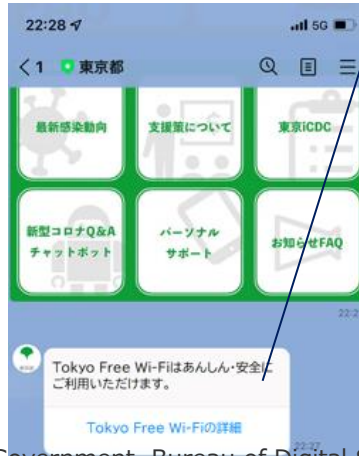 22:28
5G
1 東京都
最新感染動向
支援策について
東京iCDC
新型コロナQ&A
チャットボット
パーソナル
サポート
お知らせFAQ
Tokyo Free Wi-Fiはあんしん・安全に
ご利用いただけます。
Tokyo Free Wi-Fiの詳細
22:27
Government, Bureau of Digital